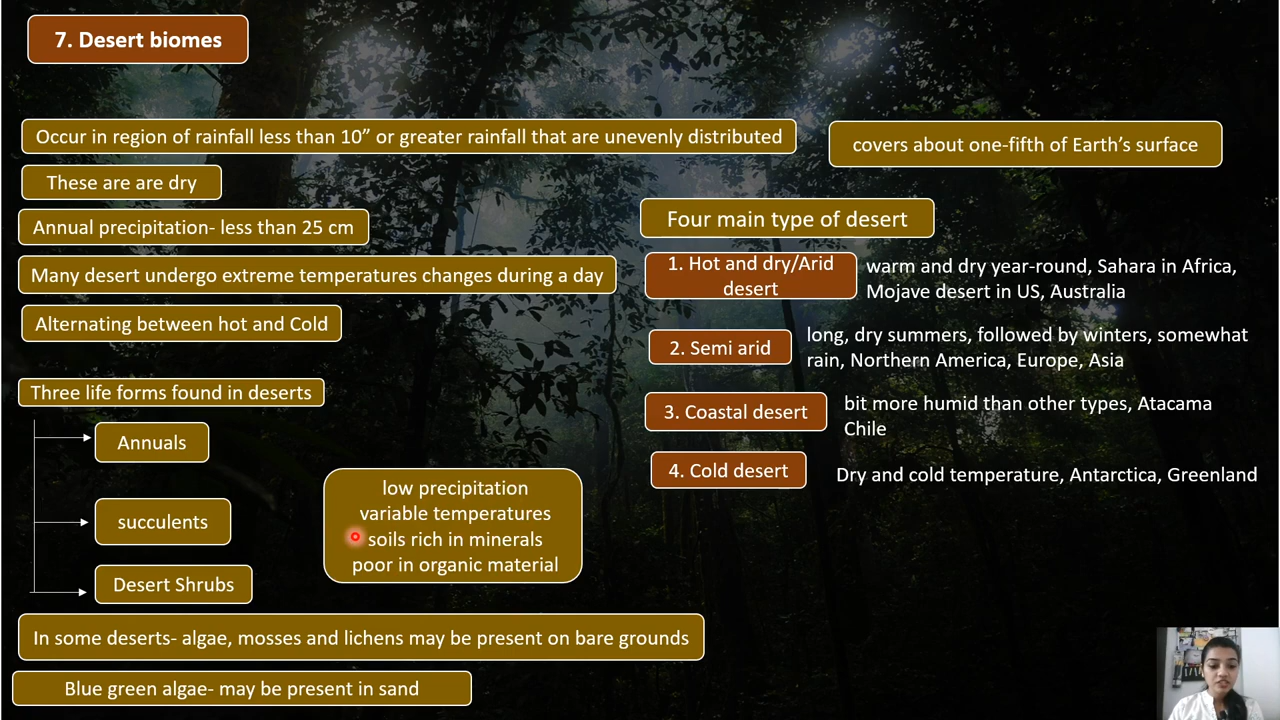 7. Desert biomes
Occur in region of rainfall less than 10” or greater rainfall that are unevenly distributed
covers about one-fifth of Earth’s surface
These are are dry
Annual precipitation- less than 25 cm
Many desert undergo extreme temperatures changes during a day
Alternating between hot and Cold
Three life forms found in deserts
Annuals
succulents
Desert Shrubs
low precipitation
variable temperatures
soils rich in minerals
poor in organic material
In some deserts- algae, mosses and lichens may be present on bare grounds
Blue green algae- may be present in sand
Four main type of desert
1. Hot and dry/Arid
desert
warm and dry year-round, Sahara in Africa,
Mojave desert in US, Australia
2. Semi arid
long, dry summers, followed by winters, somewhat
rain, Northern America, Europe, Asia
3. Coastal desert
bit more humid than other types, Atacama
Chile
4. Cold desert
Dry and cold temperature, Antarctica, Greenland